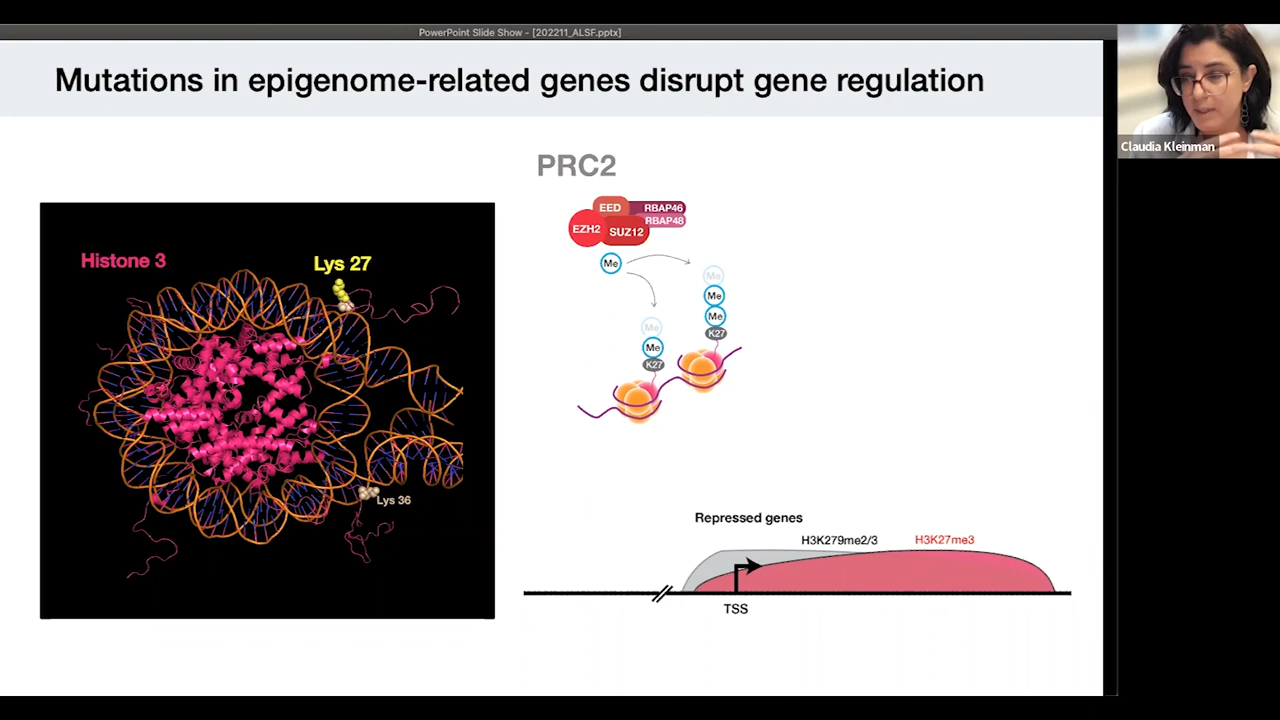 PowerPoint Slide Show - [202211_ALSF.pptx]
Mutations in epigenome-related genes disrupt gene regulation
Claudia Kleinman
PRC2
EED
RBAP46
RBAP48
EZH2
SUZ12
Me
Me
Me
Me
K27
Me
Me
K27
Histone 3
Lys 27
Lys 36
Repressed genes
H3K279me2/3
H3K27me3
TSS